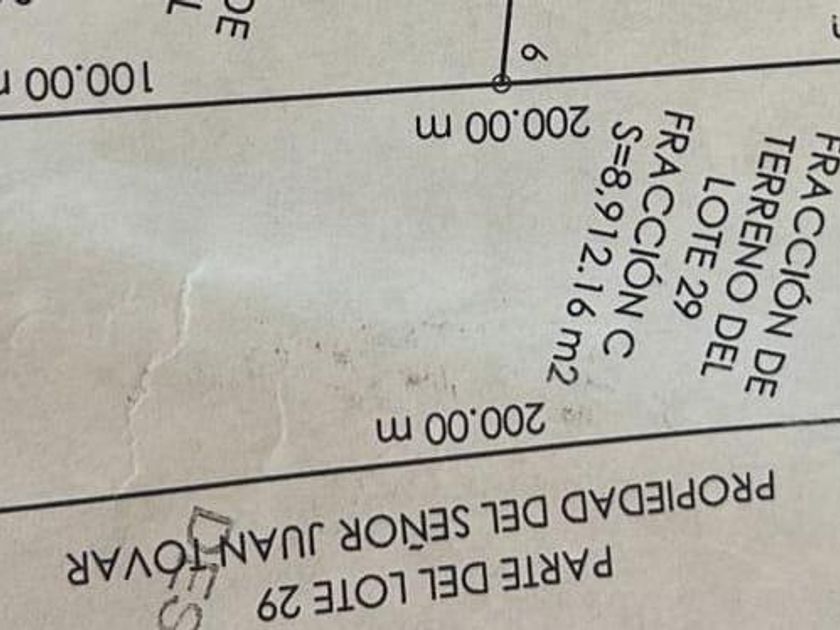 PARTE DEL LOTE 29
PROPIEDAD DEL SEÑOR JUAN TOVAR
200.00 m
FRACCIÓN DE
TERRENO DEL
LOTE 29
FRACCIÓN C
S=8,912.16 m2
200.00 m
6
100.00
DE
L